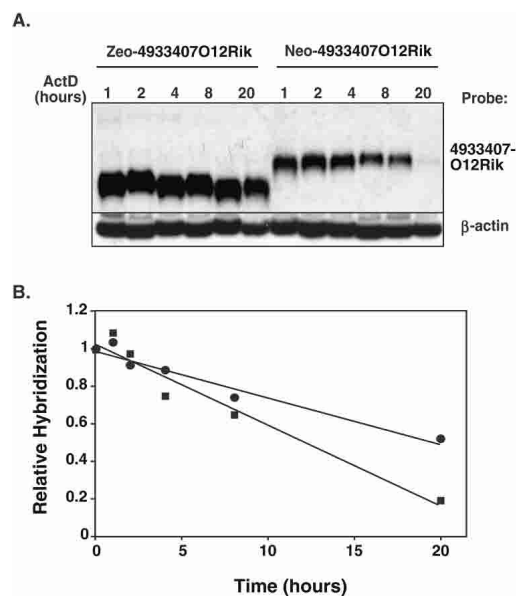 A.
Zeo-4933407O12Rik Neo-4933407O12Rik
ActD (hours) 1 2 4 8 20 1 2 4 8 20 Probe:
4933407-
O12Rik
β-actin
B.
1.2
1
0.8
0.6
0.4
0.2
0
Relative Hybridization
0 5 10 15 20
Time (hours)